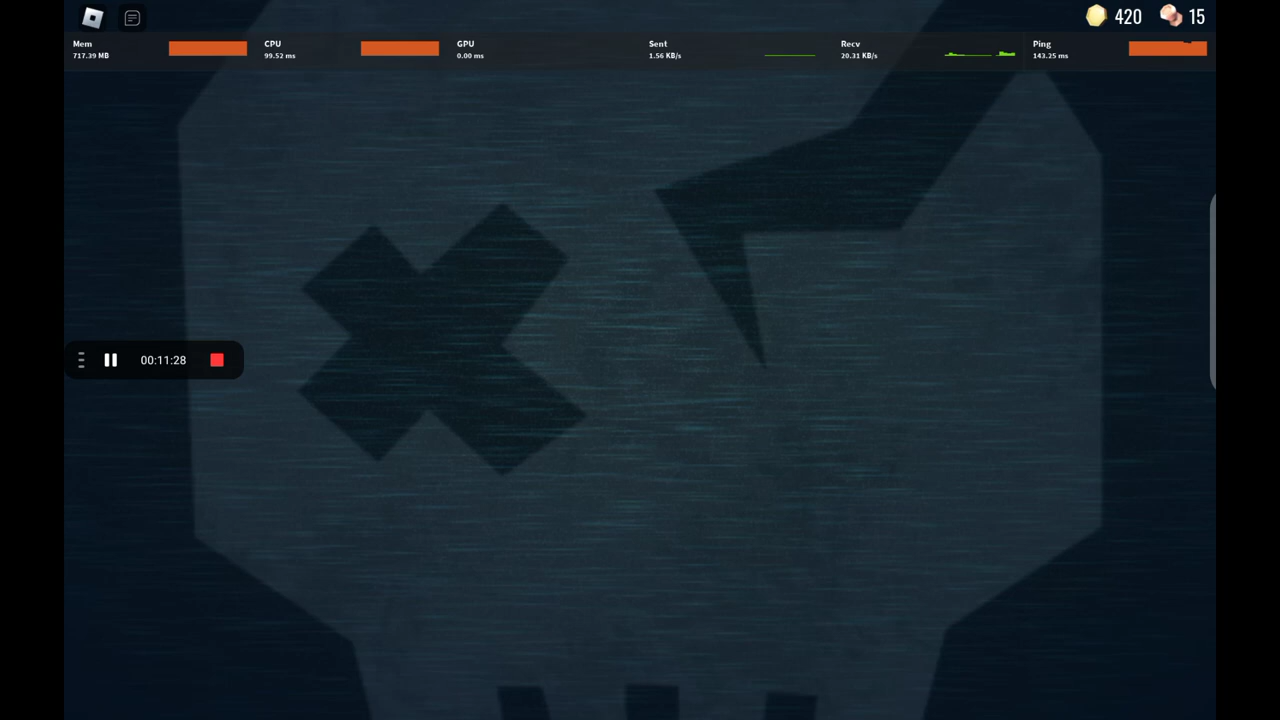 420 15
Mem CPU GPU Sent Recv Ping
717.39 MB 99.52 ms 0.00 ms 1.56 KB/s 20.31 KB/s 143.25 ms
00:11:28